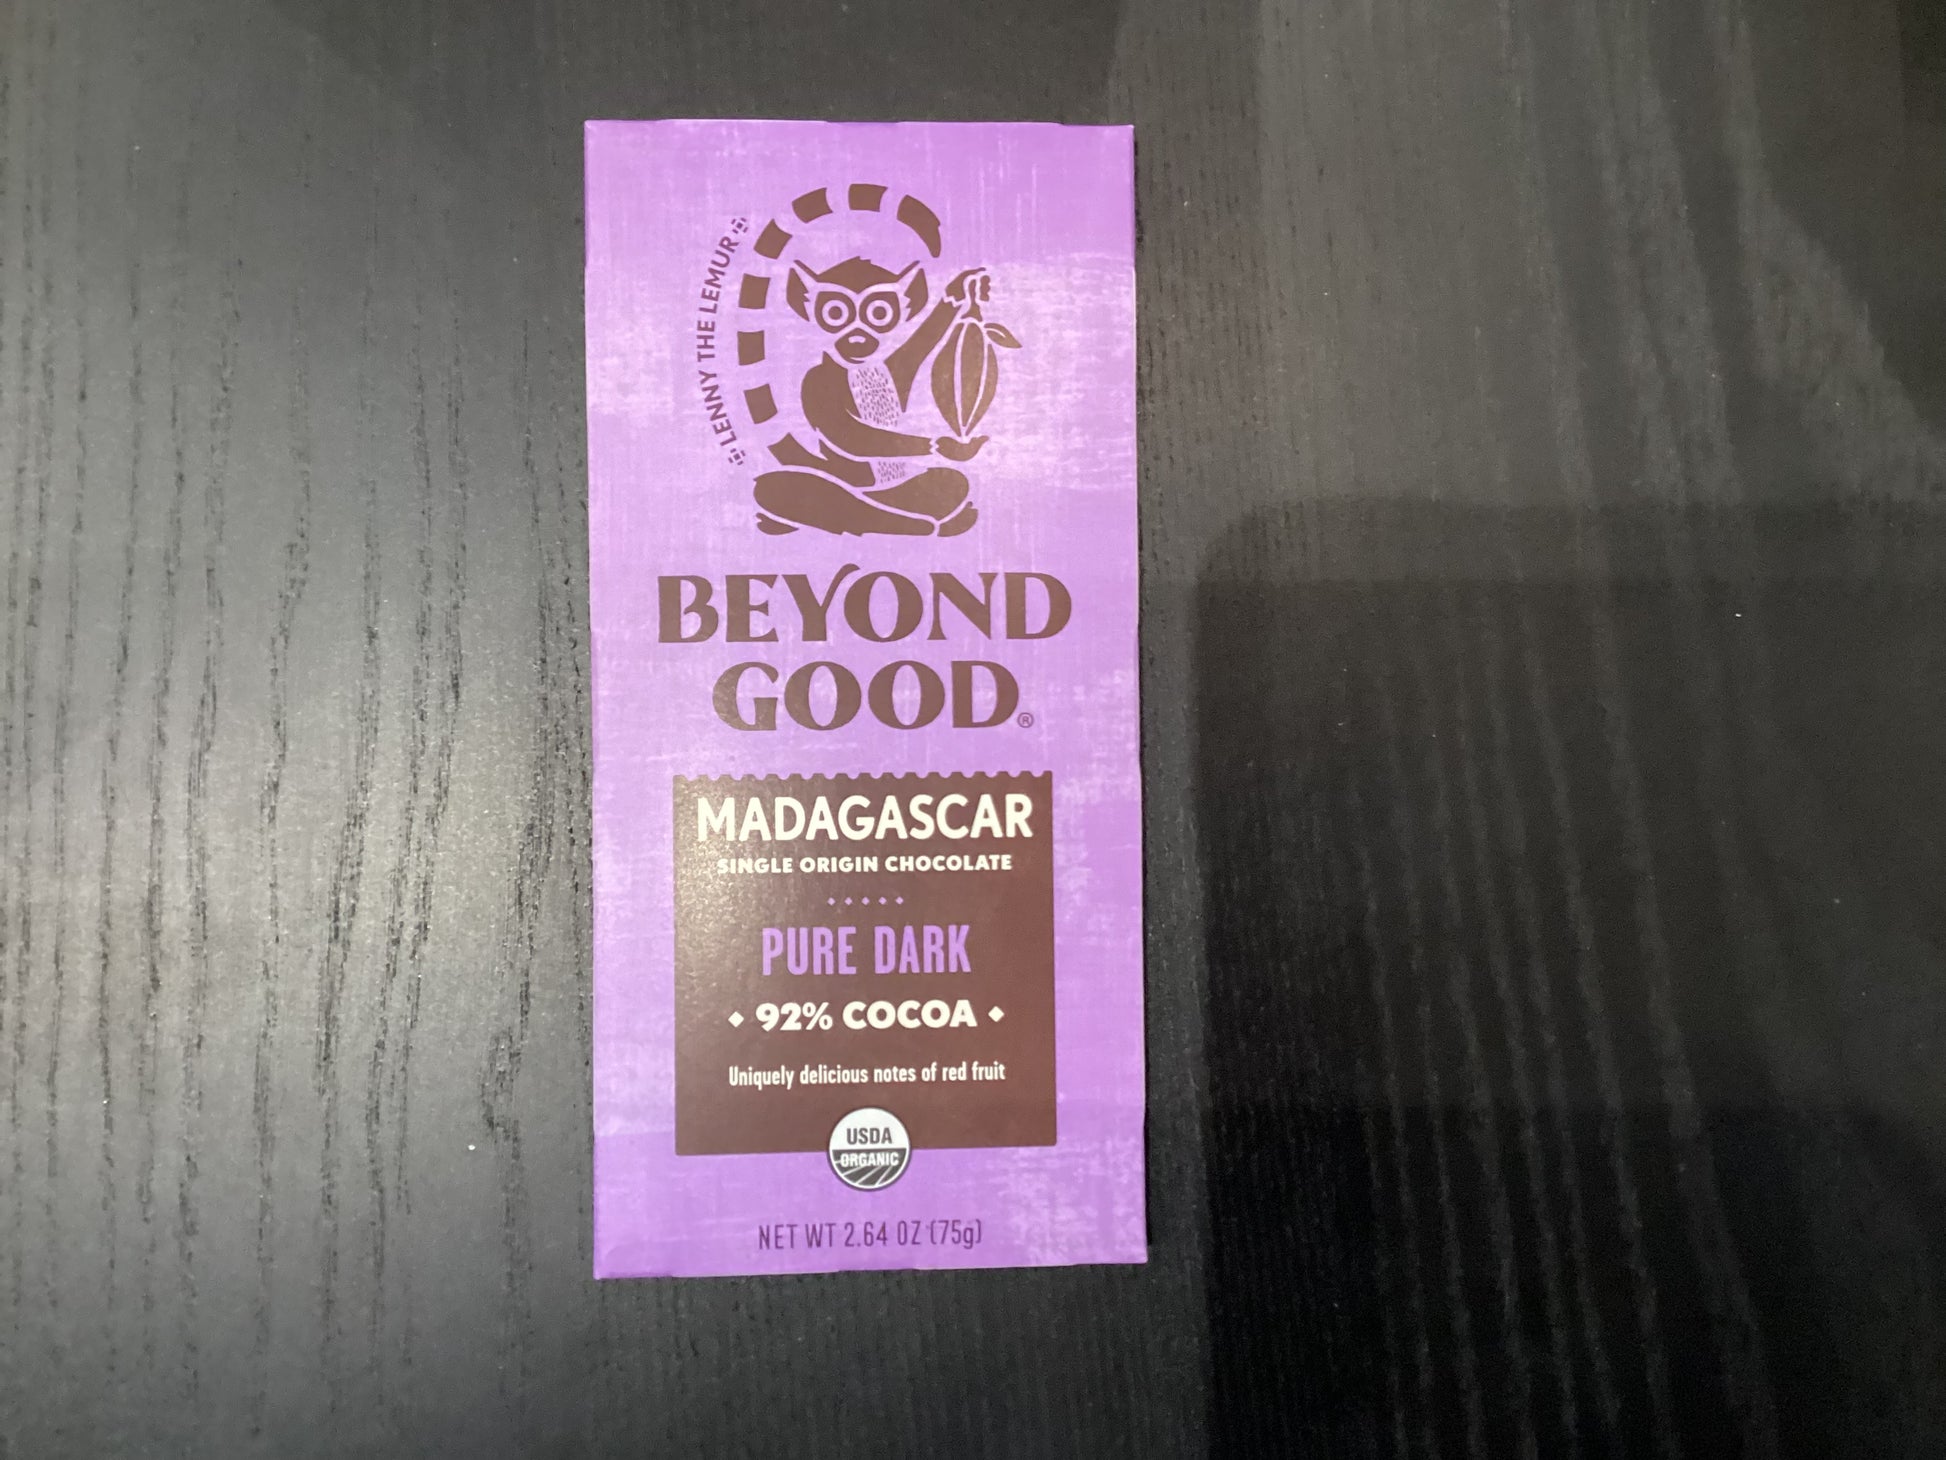 LENNY THE LEMUR
BEYOND
GOOD®
MADAGASCAR
SINGLE ORIGIN CHOCOLATE
PURE DARK
92% COCOA
Uniquely delicious notes of red fruit
USDA
ORGANIC
NET WT 2.64 OZ (75g)